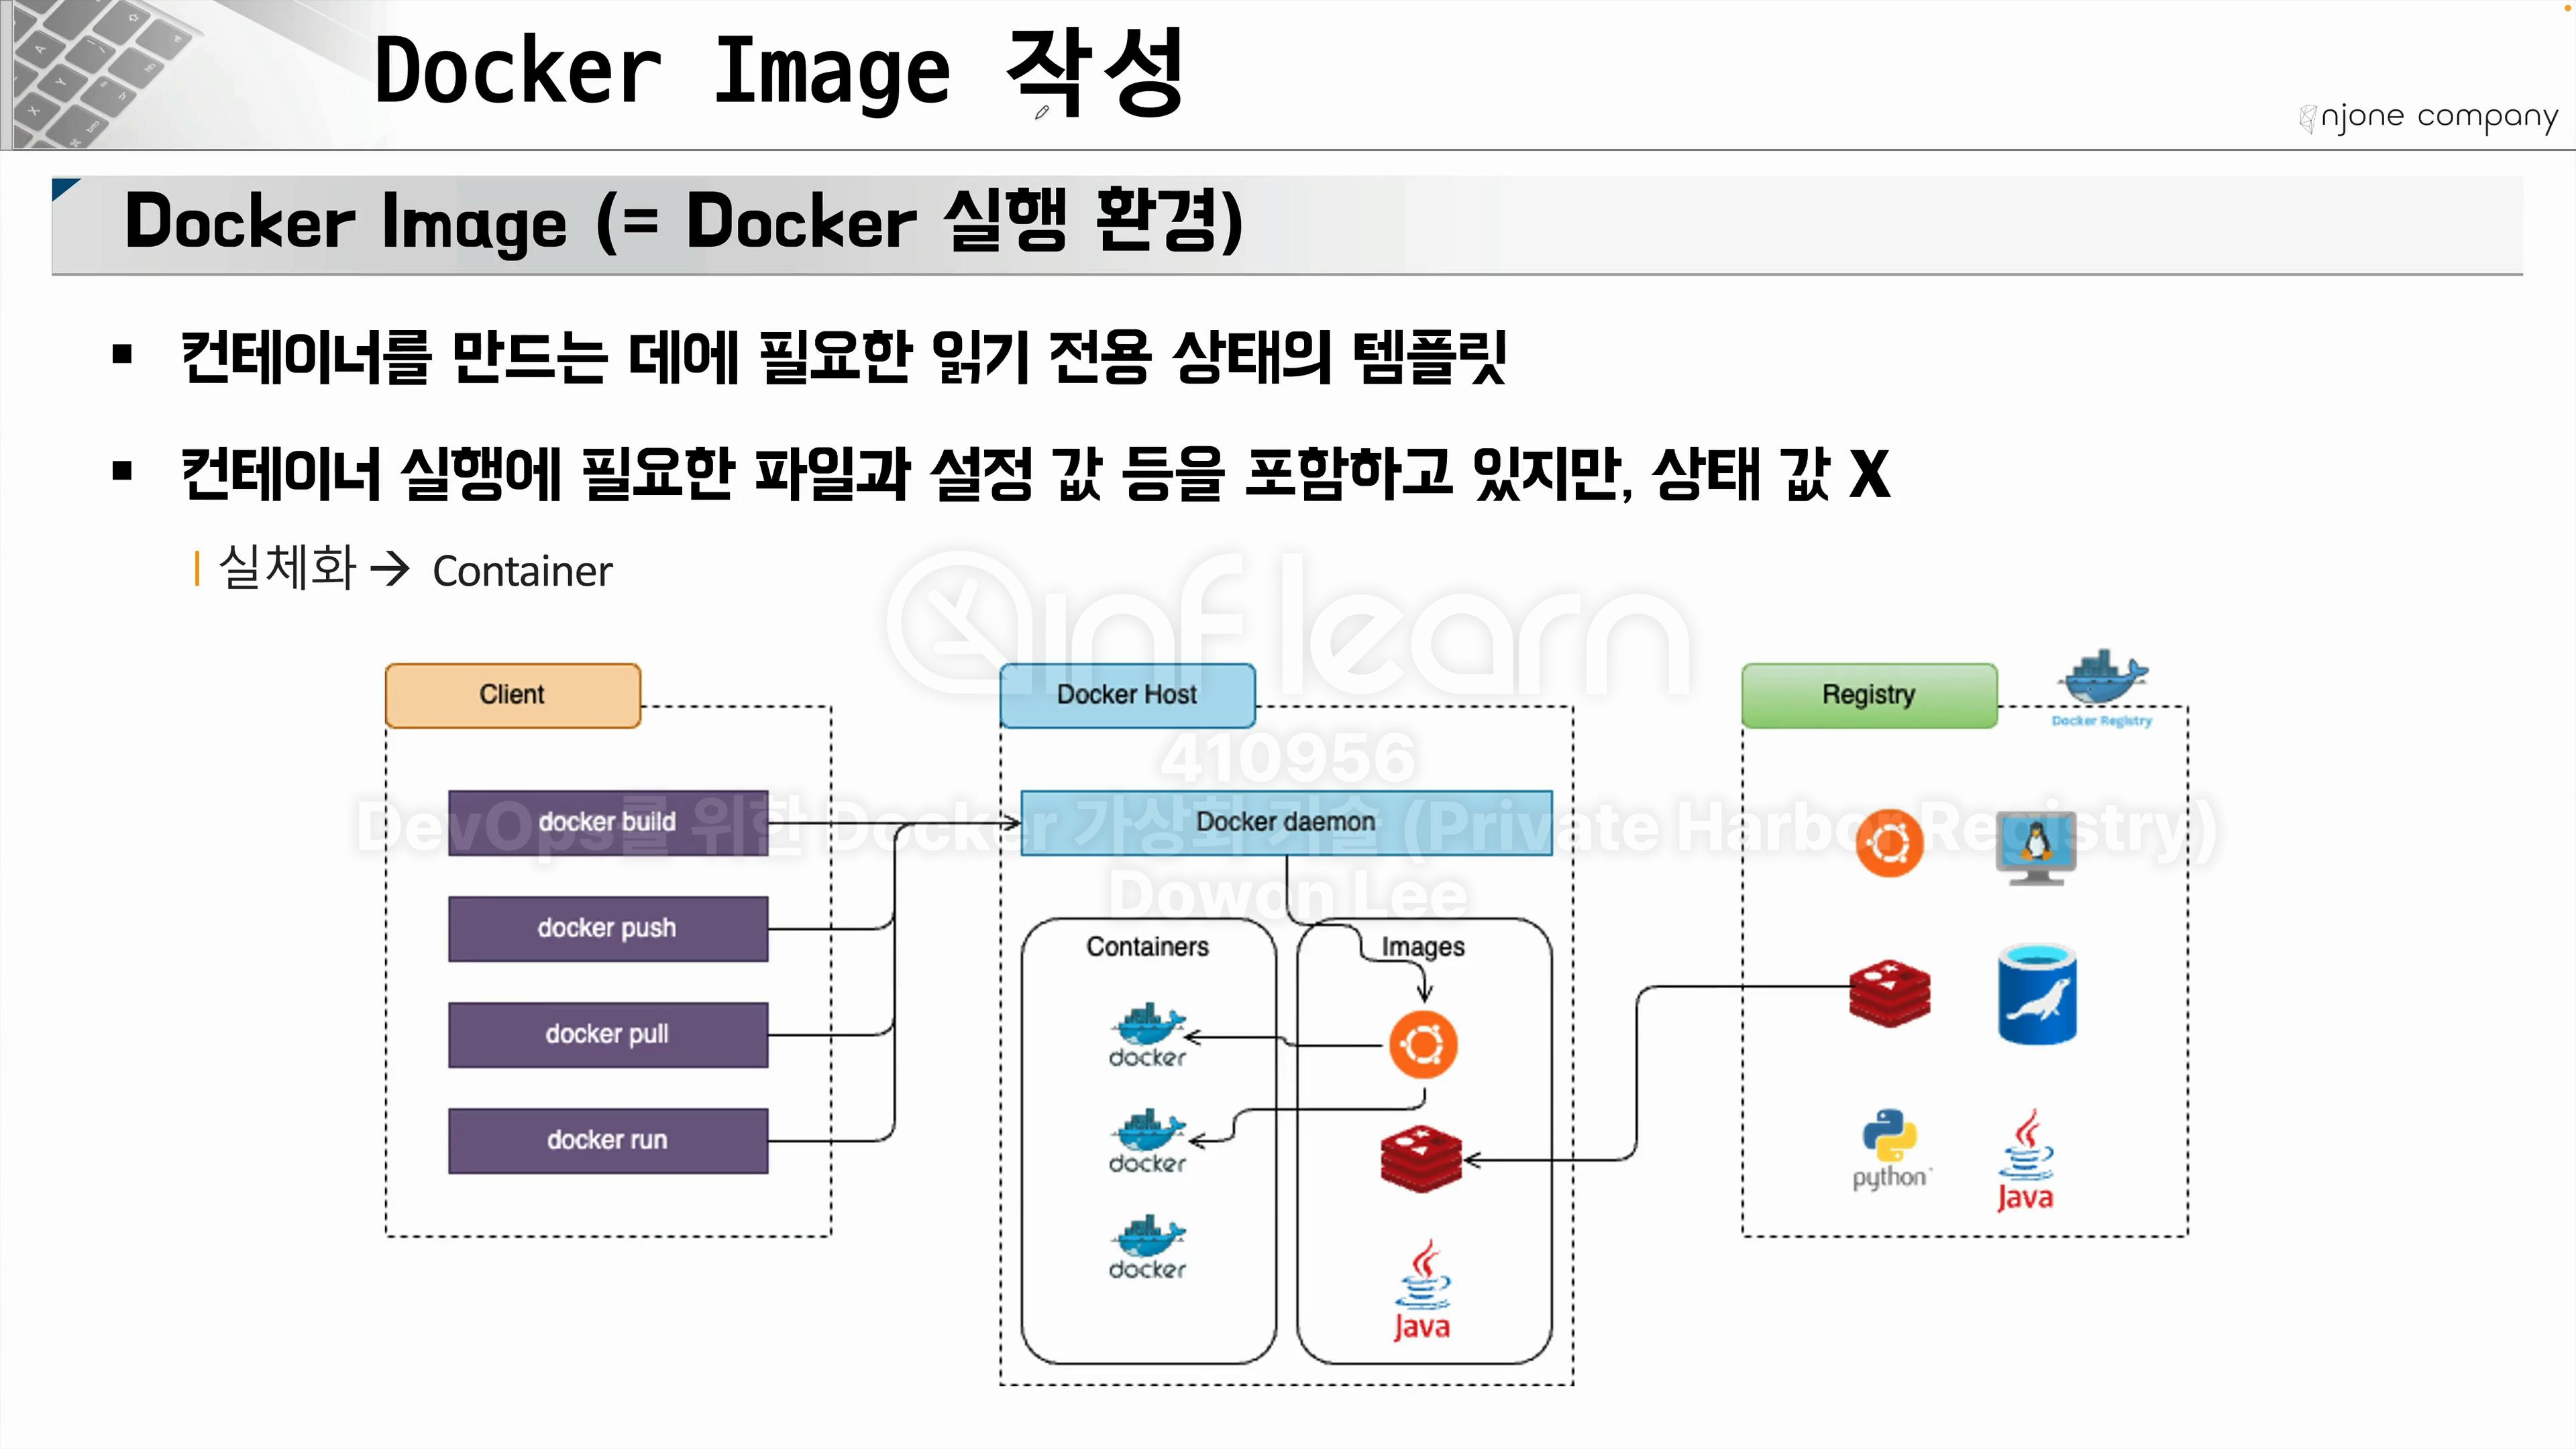 Docker Image 작성
njone company
Docker Image (= Docker 실행 환경)
▪ 컨테이너를 만드는 데에 필요한 읽기 전용 상태의 템플릿
▪ 컨테이너 실행에 필요한 파일과 설정 값 등을 포함하고 있지만, 상태 값 X
실체화 → Container
inflearn
410956
DevOps를 위한 Docker 가상화 기술 (Private Harbor Registry)
Dowon Lee
Client
docker build
docker push
docker pull
docker run
Docker Host
Docker daemon
Containers
docker
docker
docker
Images
Java
Registry
Docker Registry
python
Java